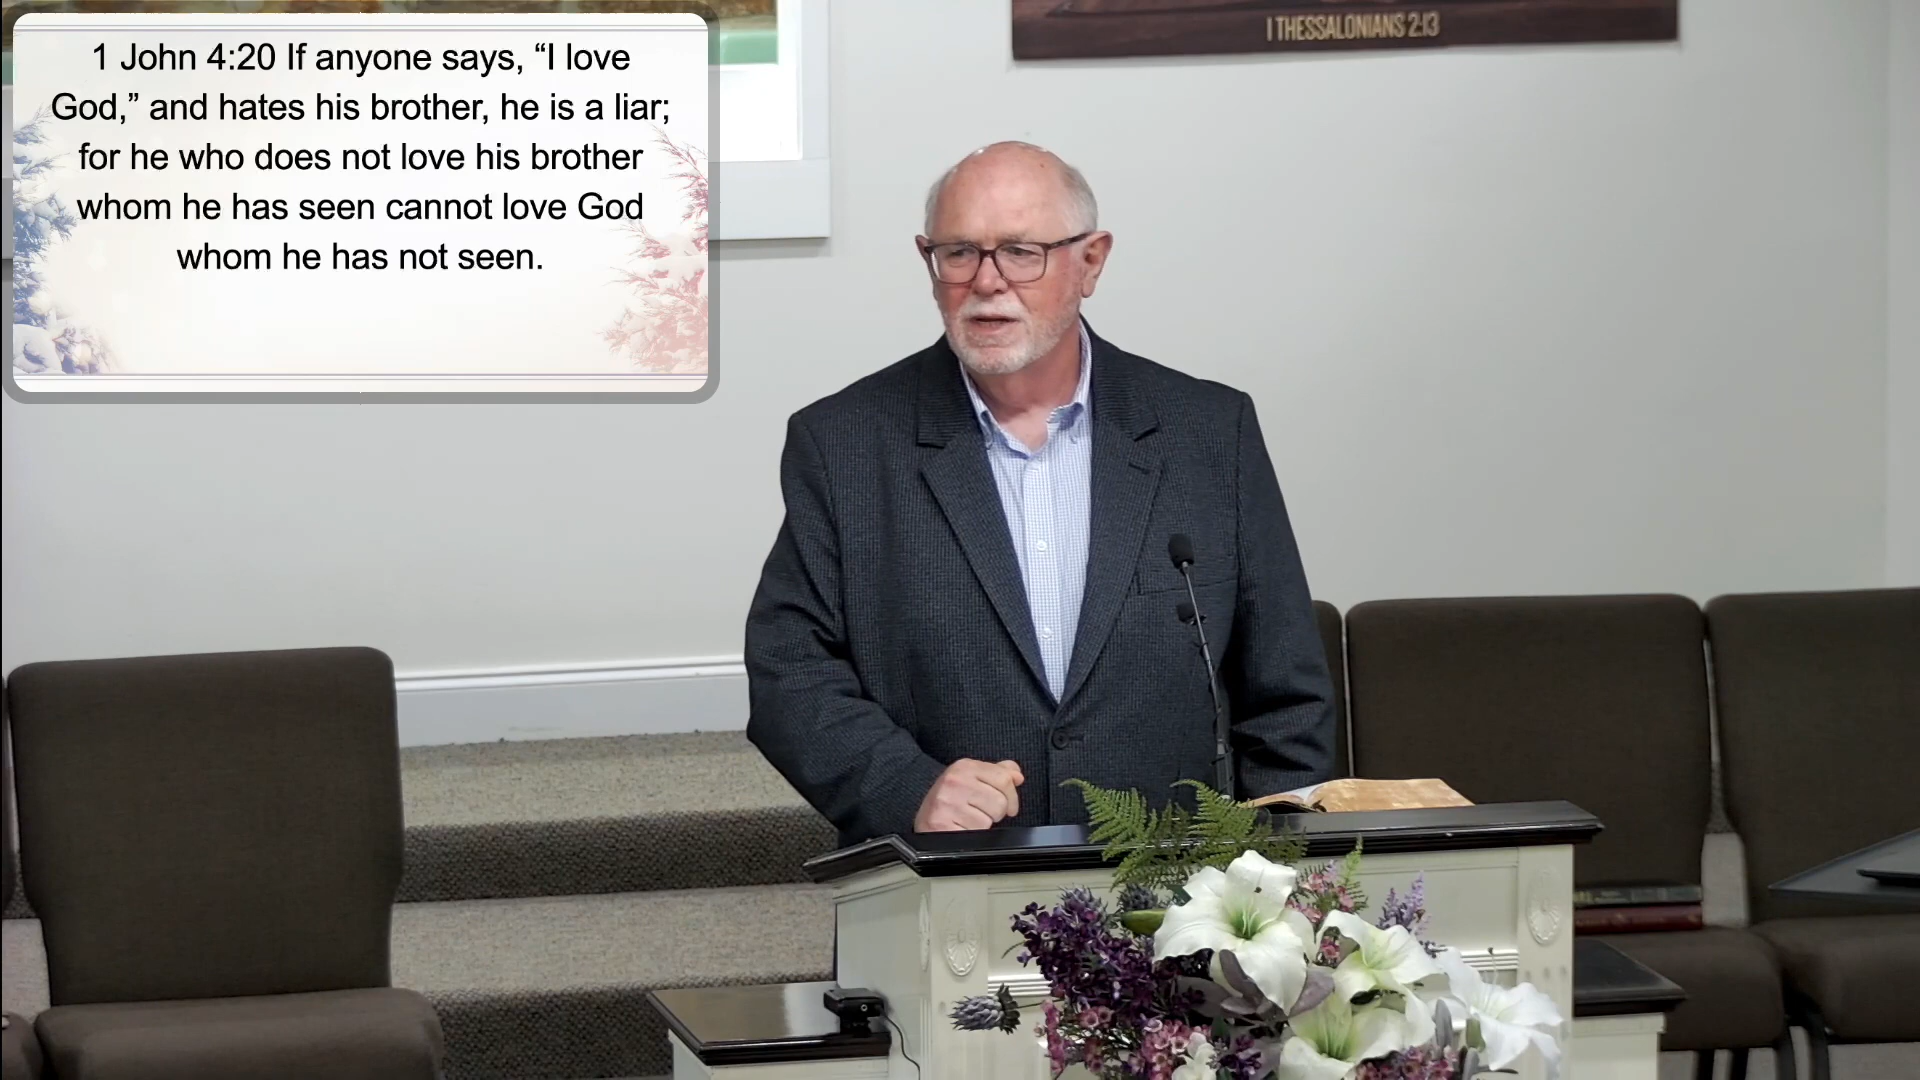 1 John 4:20 If anyone says, “I love
God,” and hates his brother, he is a liar;
for he who does not love his brother
whom he has seen cannot love God
whom he has not seen.
I THESSALONIANS 2:13